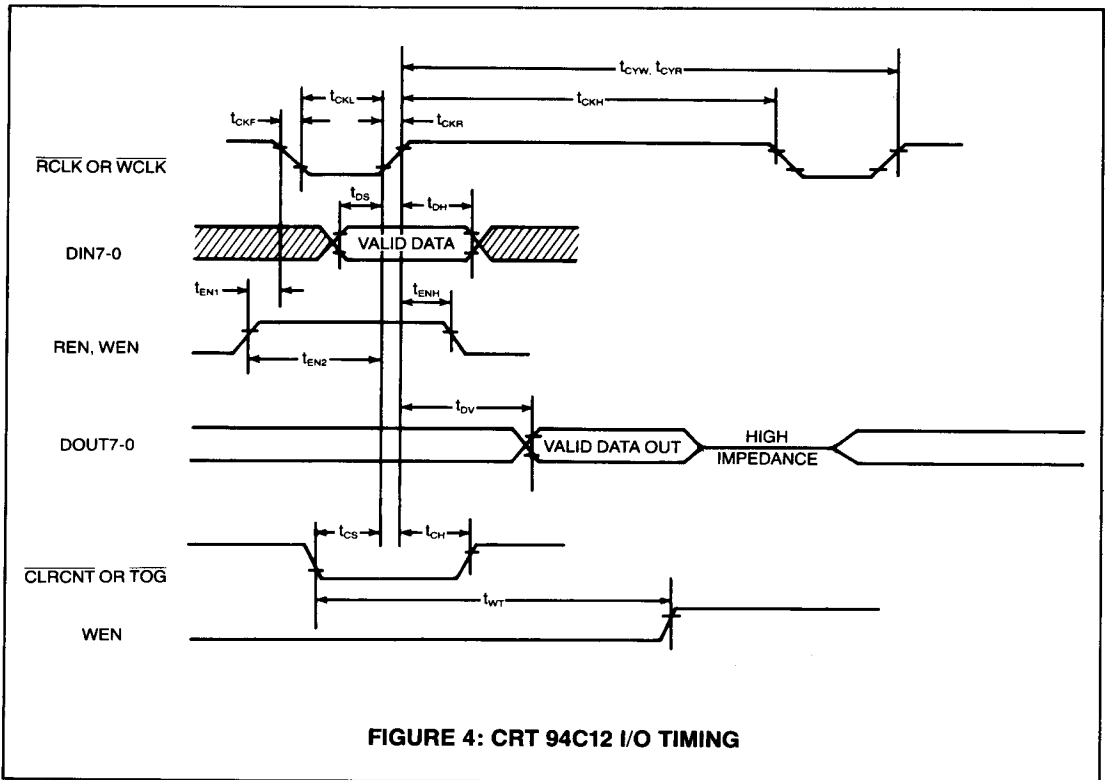 tCYW, tCYR
tCKL
tCKH
tCKF
tCKR
RCLK OR WCLK
tDS
tDH
VALID DATA
DIN7-0
tEN1
tENH
REN, WEN
tEN2
tDV
DOUT7-0
VALID DATA OUT
HIGH
IMPEDANCE
tCS
tCH
CLRCNT OR TOG
tWT
WEN
FIGURE 4: CRT 94C12 I/O TIMING